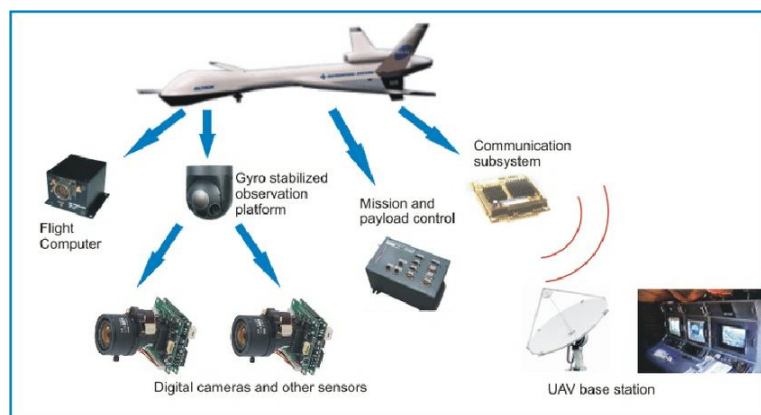 Communication
subsystem
Gyro stabilized
observation
platform
Mission and
payload control
Flight
Computer
Digital cameras and other sensors
UAV base station